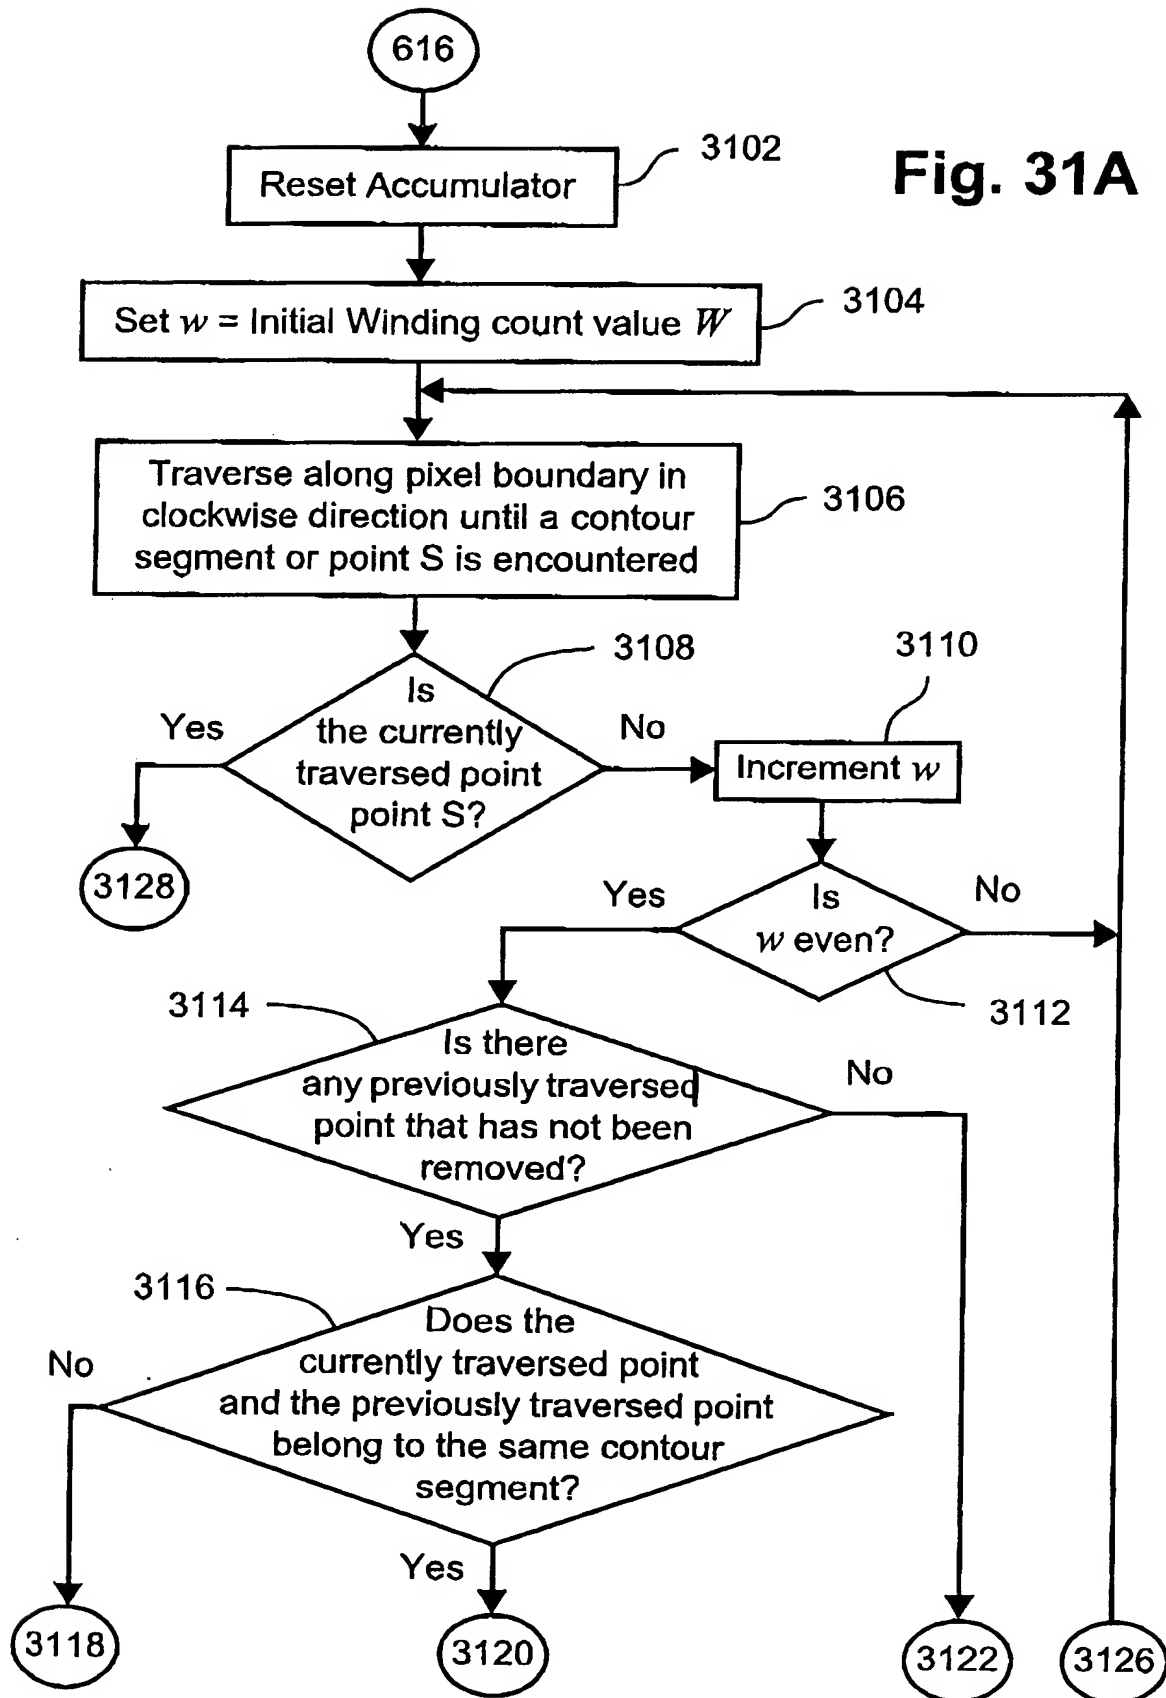 616
3102
Fig. 31A
Reset Accumulator
3104
Set w = Initial Winding count value W
Traverse along pixel boundary in
clockwise direction until a contour
segment or point S is encountered
3106
3108
3110
Is
the currently
traversed point
point S?
Yes
No
Increment w
3128
Yes
Is
w even?
No
3112
3114
Is there
any previously traversed
point that has not been
removed?
No
Yes
3116
Does the
currently traversed point
and the previously traversed point
belong to the same contour
segment?
No
Yes
3118
3120
3122
3126